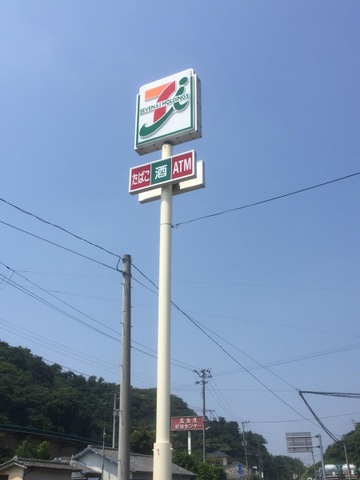 SEVEN & i HOLDINGS
たばこ 酒 ATM